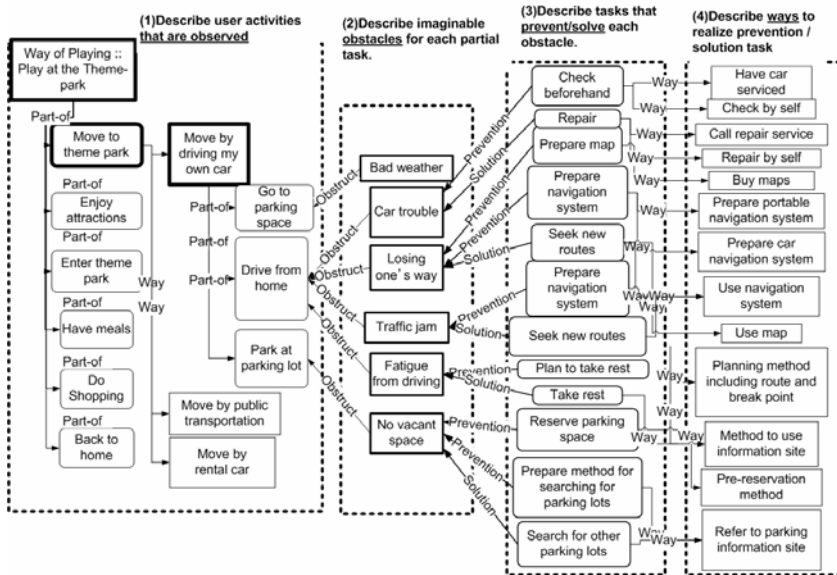 (1)Describe user activities
that are observed
(2)Describe imaginable
obstacles for each partial
task.
(3)Describe tasks that
prevent/solve each
obstacle.
(4)Describe ways to
realize prevention /
solution task
Way of Playing ::
Play at the Theme-
park
Part-of
Move to
theme park
Part-of
Enjoy
attractions
Part-of
Enter theme
park
Way
Way
Part-of
Have meals
Part-of
Do
Shopping
Part-of
Back to
home
Move by
driving my
own car
Part-of
Go to
parking
space
Part-of
Drive from
home
Part-of
Park at
parking lot
Move by public
transportation
Move by
rental car
Obstruct
Obstruct
Obstruct
Obstruct
Obstruct
Obstruct
Bad weather
Car trouble
Losing
one's way
Traffic jam
Fatigue
from driving
No vacant
space
Prevention
Solution
Prevention
Prevention
Solution
Prevention
Solution
Prevention
Solution
Prevention
Prevention
Solution
Check
beforehand
Repair
Prepare map
Prepare
navigation
system
Seek new
routes
Prepare
navigation
system
Seek new routes
Plan to take rest
Take rest
Reserve parking
space
Prepare method for
searching for
parking lots
Search for other
parking lots
Way
Way
Way
Way
Way
Way
Way
Way
Way
Way
Way
Way
Way
Way
Have car
serviced
Check by self
Call repair service
Repair by self
Buy maps
Prepare portable
navigation system
Prepare car
navigation system
Use navigation
system
Use map
Planning method
including route and
break point
Method to use
information site
Pre-reservation
method
Refer to parking
information site